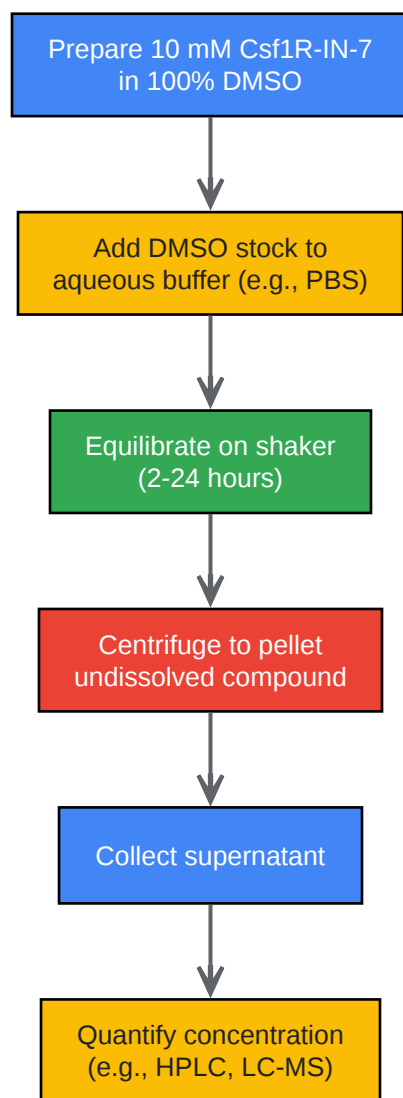 Prepare 10 mM Csf1R-IN-7
in 100% DMSO
Add DMSO stock to
aqueous buffer (e.g., PBS)
Equilibrate on shaker
(2-24 hours)
Centrifuge to pellet
undissolved compound
Collect supernatant
Quantify concentration
(e.g., HPLC, LC-MS)